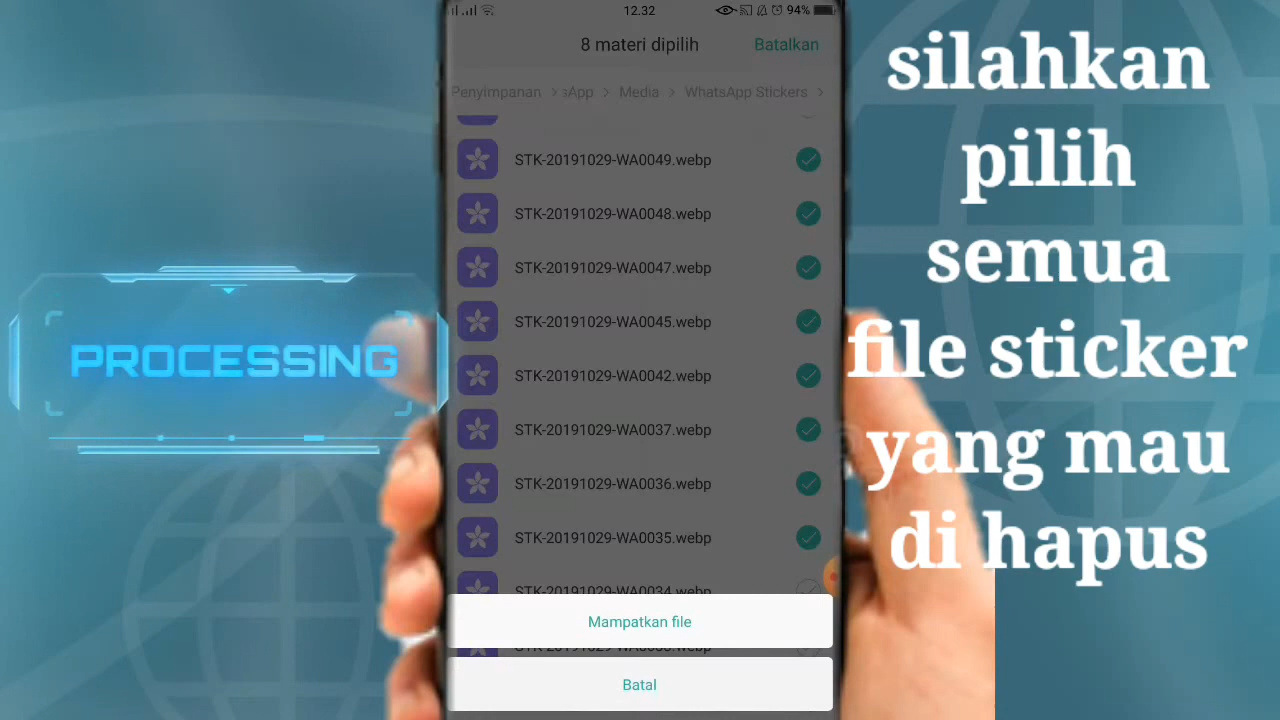 12.32
94%
8 materi dipilih
Batalkan
Penyimpanan > sApp > Media > WhatsApp Stickers >
STK-20191029-WA0049.webp
STK-20191029-WA0048.webp
STK-20191029-WA0047.webp
STK-20191029-WA0045.webp
STK-20191029-WA0042.webp
STK-20191029-WA0037.webp
STK-20191029-WA0036.webp
STK-20191029-WA0035.webp
STK-20191029-WA0034.webp
Mampatkan file
Batal
PROCESSING
silahkan
pilih
semua
file sticker
yang mau
di hapus